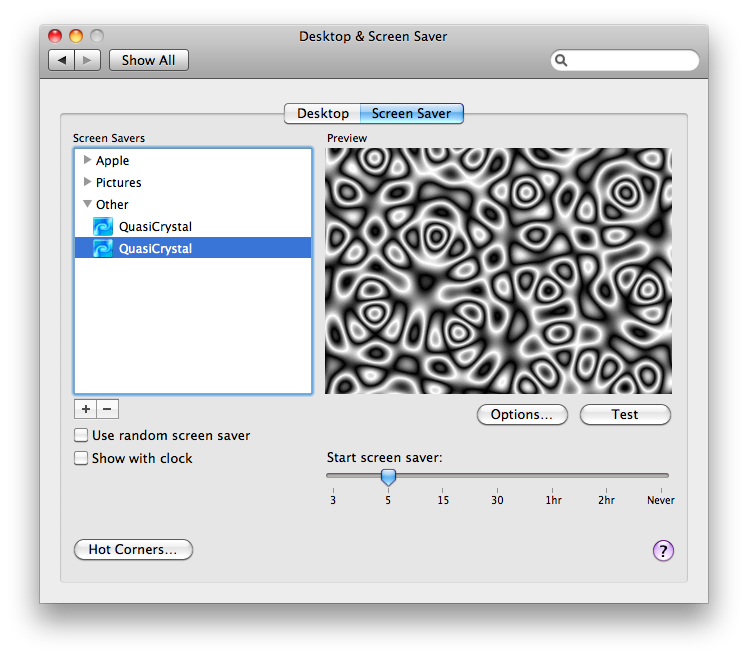 Desktop & Screen Saver
Show All
Desktop
Screen Saver
Screen Savers
Preview
Apple
Pictures
Other
QuasiCrystal
QuasiCrystal
+ −
Options...
Test
Use random screen saver
Show with clock
Start screen saver:
3 5 15 30 1hr 2hr Never
Hot Corners...
?